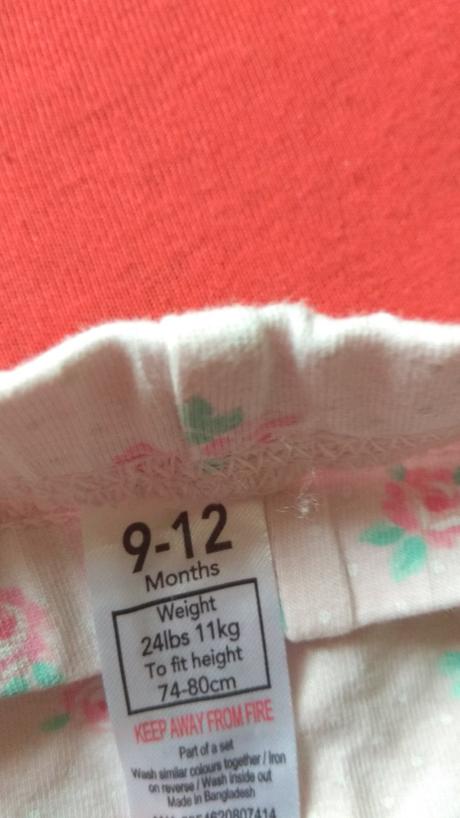 9-12
Months
Weight
24lbs 11kg
To fit height
74-80cm
KEEP AWAY FROM FIRE
Part of a set
Wash similar colours together / Iron
on reverse / Wash inside out
Made in Bangladesh